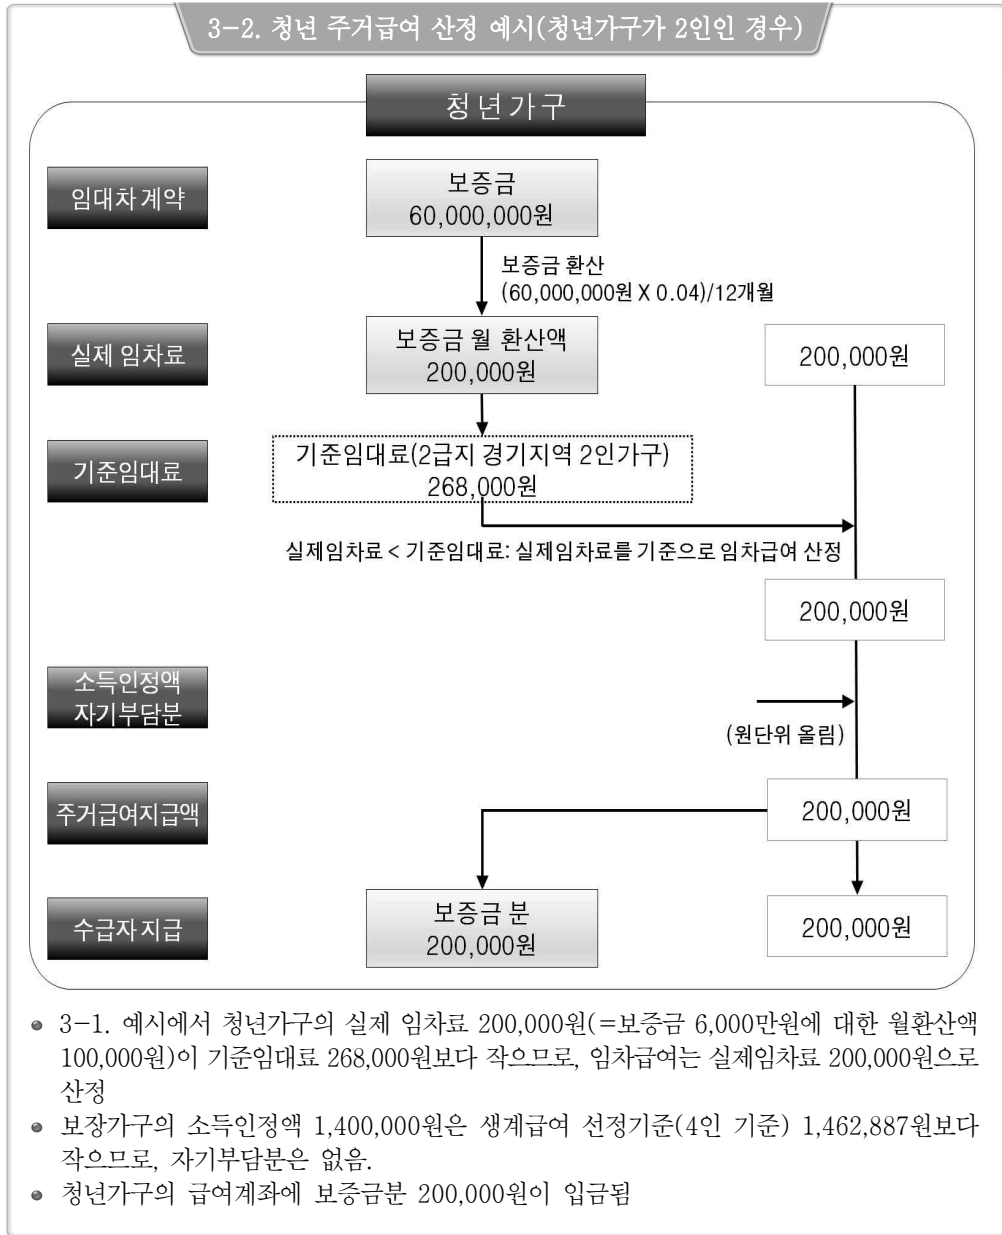 3-2. 청년 주거급여 산정 예시(청년가구가 2인인 경우)
청년가구
임대차 계약
보증금
60,000,000원
보증금 환산
(60,000,000원 X 0.04)/12개월
실제 임차료
보증금 월 환산액
200,000원
200,000원
기준임대료
기준임대료(2급지 경기지역 2인가구)
268,000원
실제임차료 < 기준임대료: 실제임차료를 기준으로 임차급여 산정
200,000원
소득인정액
자기부담분
(원단위 올림)
주거급여지급액
200,000원
수급자 지급
보증금 분
200,000원
200,000원
• 3-1. 예시에서 청년가구의 실제 임차료 200,000원(=보증금 6,000만원에 대한 월환산액
100,000원)이 기준임대료 268,000원보다 작으므로, 임차급여는 실제임차료 200,000원으로
산정
• 보장가구의 소득인정액 1,400,000원은 생계급여 선정기준(4인 기준) 1,462,887원보다
작으므로, 자기부담분은 없음.
• 청년가구의 급여계좌에 보증금분 200,000원이 입금됨